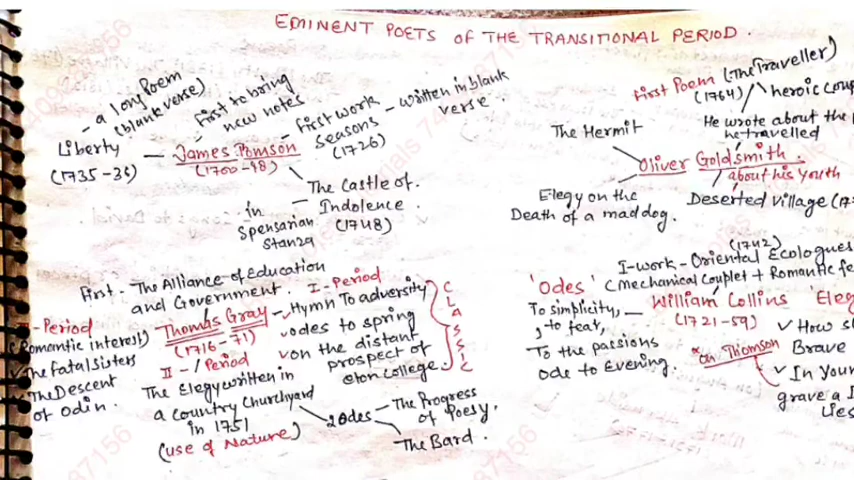 EMINENT POETS OF THE TRANSITIONAL PERIOD.
- a long poem
(blank verse)
Liberty
(1735-36)
first to bring
new notes
James Pomson
(1700-48)
- first work
seasons
(1726)
- written in blank
verse.
- The Castle of
Indolence
(1748)
in
Spensarian
Stanza
first Poem (The Traveller)
(1764)
heroic coup
He wrote about the
he travelled
The Hermit
Oliver Goldsmith.
Elegy on the
Death of a mad dog.
about his youth
Deserted Village (17
First - The Alliance of Education
and Government.
Thomas Gray
(1716-71)
I - Period
Hymn To adversity
odes to spring
on the distant
prospect of
eton college.
CLASSIC
- Period
(Romantic interest)
The Fatal Sisters
The Descent
of Odin.
II - Period
The Elegy written in
a country Churchyard
in 1751
(use of Nature)
2 Odes
The Progress
of Poesy,
The Bard.
(1742)
I-work - Oriental Ecologues
(Mechanical Couplet + Romantic fe
'Odes'
To simplicity,
, to fear,
To the passions
Ode to Evening.
William Collins
(1721-59)
'Eleg
on Thomson
How s
Brave
In Your
grave a
Lies